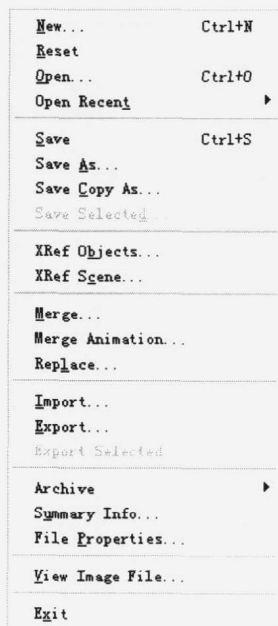 New... Ctrl+N
Reset
Open... Ctrl+O
Open Recent
Save Ctrl+S
Save As...
Save Copy As...
Save Selected...
XRef Objects...
XRef Scene...
Merge...
Merge Animation...
Replace...
Import...
Export...
Export Selected
Archive
Summary Info...
File Properties...
View Image File...
Exit